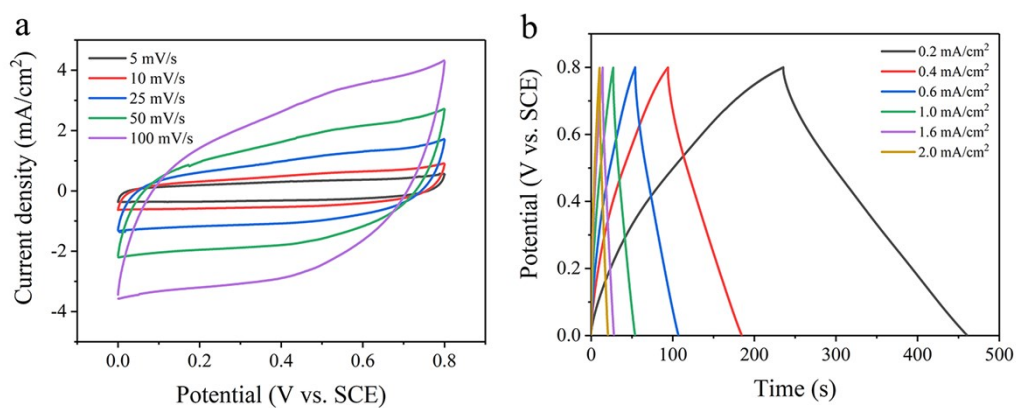 a
Current density (mA/cm²)
4
2
0
-2
-4
5 mV/s
10 mV/s
25 mV/s
50 mV/s
100 mV/s
0.0 0.2 0.4 0.6 0.8
Potential (V vs. SCE)
b
Potential (V vs. SCE)
0.8
0.6
0.4
0.2
0.0
0.2 mA/cm²
0.4 mA/cm²
0.6 mA/cm²
1.0 mA/cm²
1.6 mA/cm²
2.0 mA/cm²
0 100 200 300 400 500
Time (s)